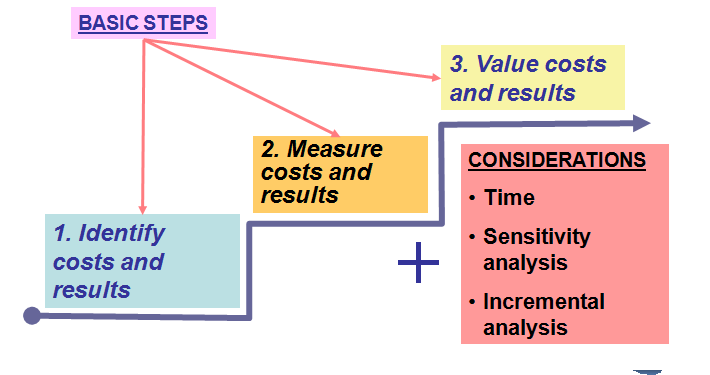 BASIC STEPS
3. Value costs
and results
2. Measure
costs and
results
CONSIDERATIONS
• Time
• Sensitivity
analysis
• Incremental
analysis
1. Identify
costs and
results